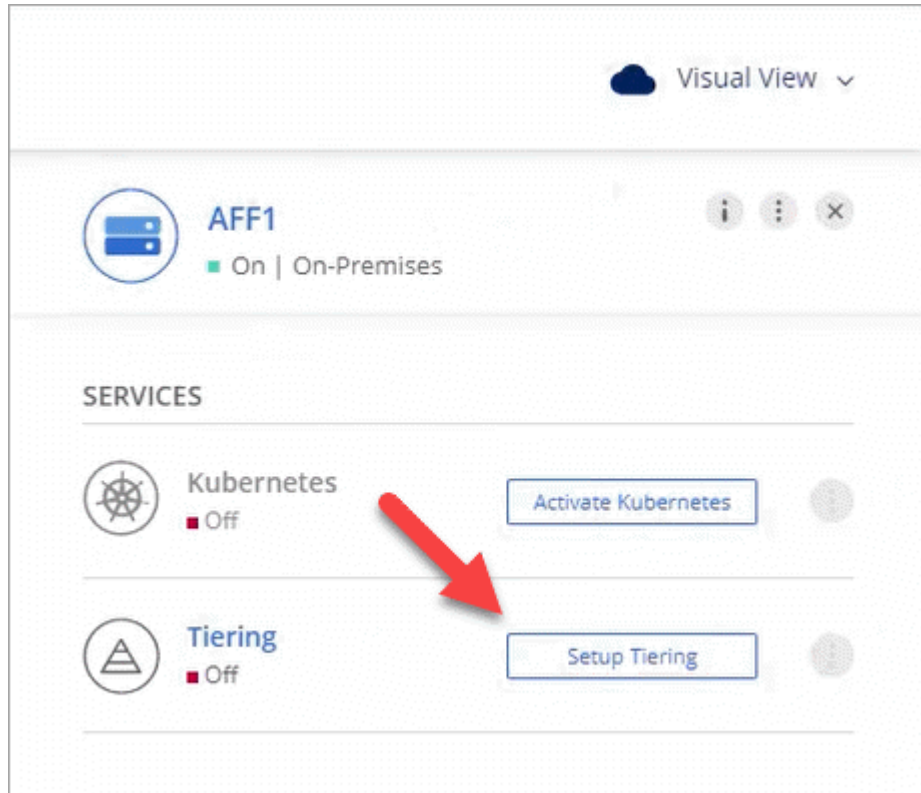 Visual View
AFF1
On | On-Premises
SERVICES
Kubernetes
Off
Activate Kubernetes
Tiering
Off
Setup Tiering